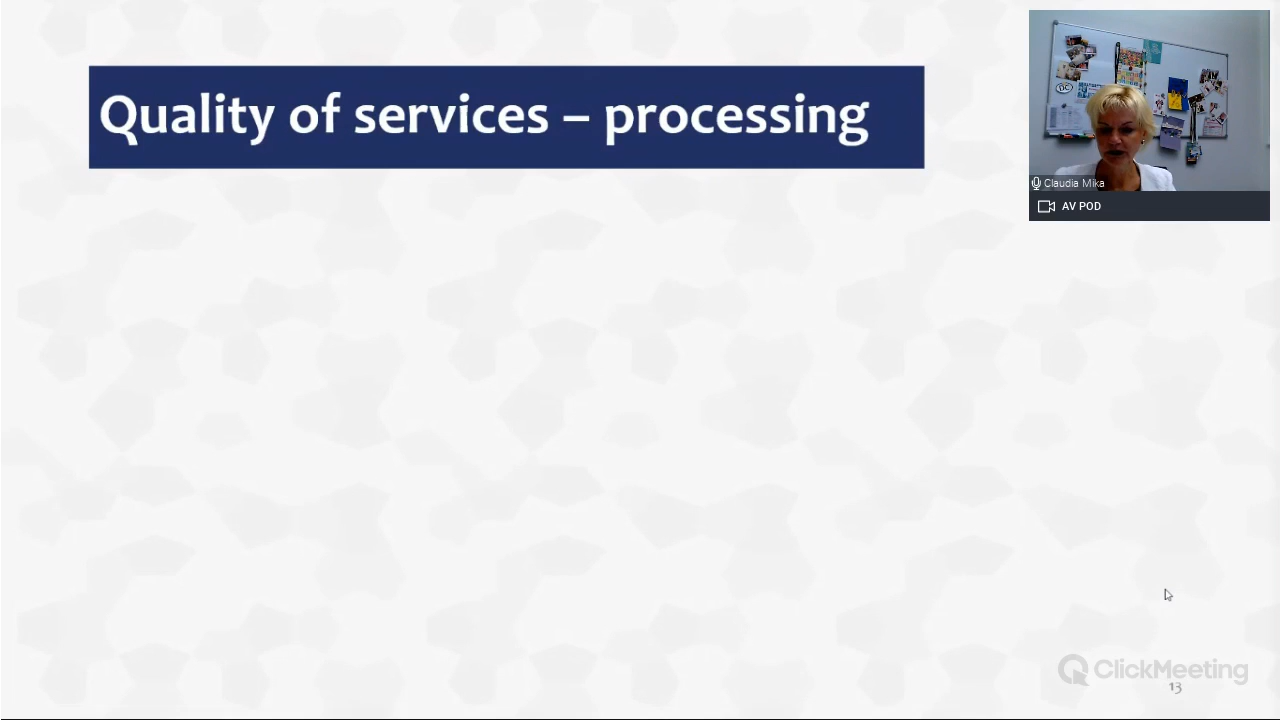 Quality of services – processing
Claudia Mika
AV POD
ClickMeeting
13